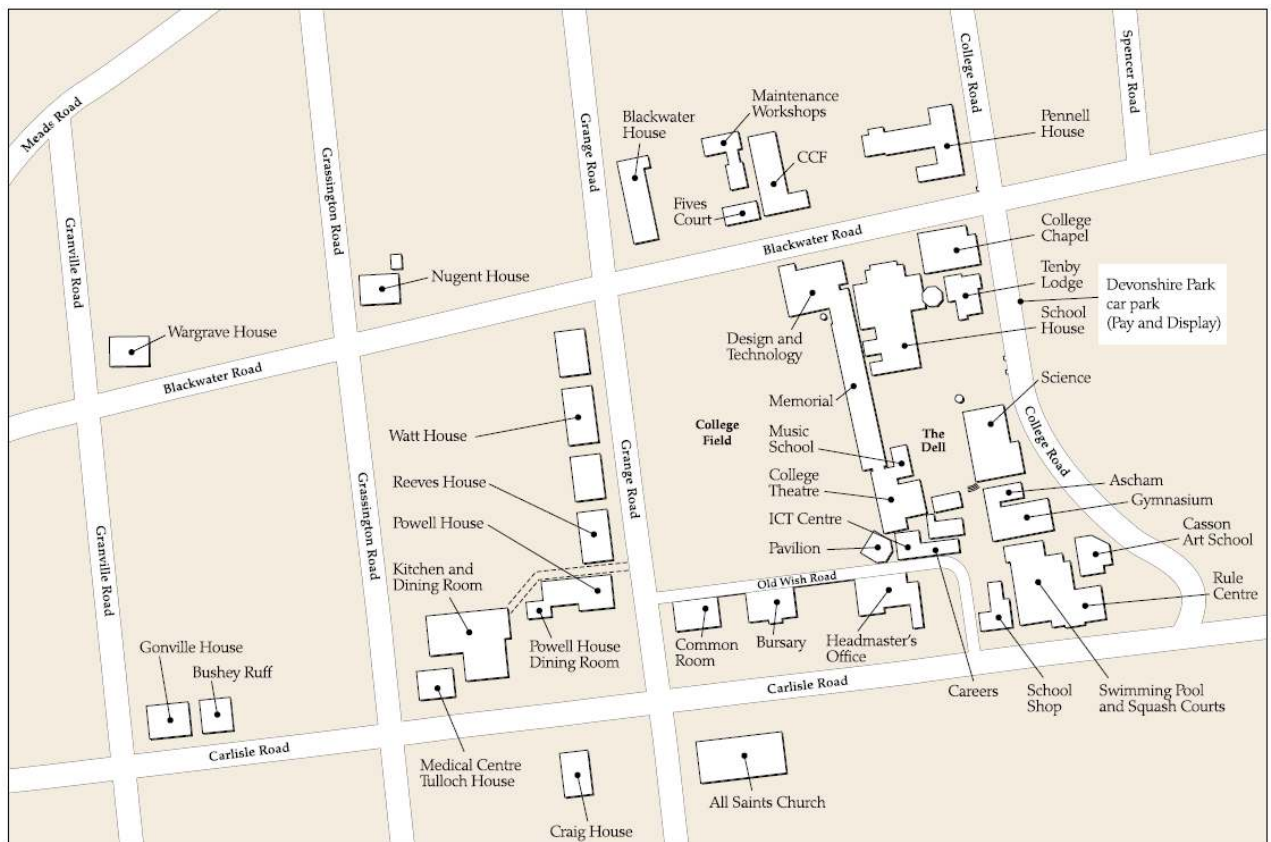 Meads Road
Granville Road
Grassington Road
Grange Road
College Road
Spencer Road
Blackwater
House
Maintenance
Workshops
CCF
Pennell
House
Fives
Court
Blackwater Road
College
Chapel
Nugent House
Tenby
Lodge
Devonshire Park
car park
(Pay and Display)
School
House
Wargrave House
Design and
Technology
Blackwater Road
Science
Memorial
College
Field
Music
School
The
Dell
College Road
Watt House
Reeves House
College
Theatre
Ascham
Gymnasium
Powell House
ICT Centre
Casson
Art School
Pavilion
Grange Road
Grassington Road
Granville Road
Kitchen and
Dining Room
Old Wish Road
Rule
Centre
Gonville House
Bushey Ruff
Powell House
Dining Room
Common
Room
Bursary
Headmaster's
Office
Carlisle Road
Careers
School
Shop
Swimming Pool
and Squash Courts
Carlisle Road
Medical Centre
Tulloch House
All Saints Church
Craig House